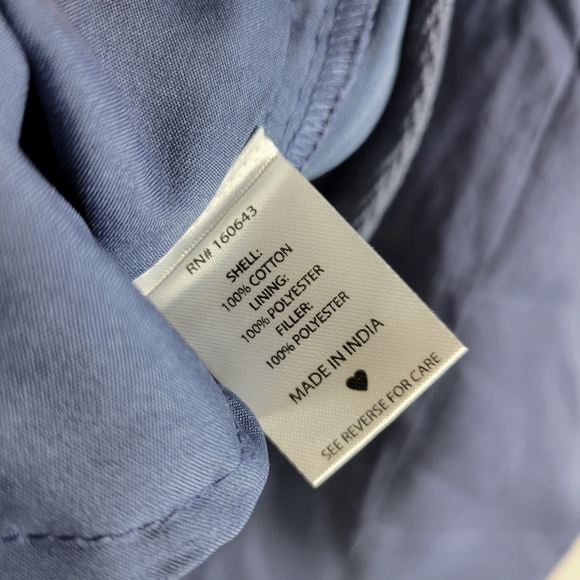 RN# 160643
SHELL:
100% COTTON
LINING:
100% POLYESTER
FILLER:
100% POLYESTER
MADE IN INDIA
SEE REVERSE FOR CARE